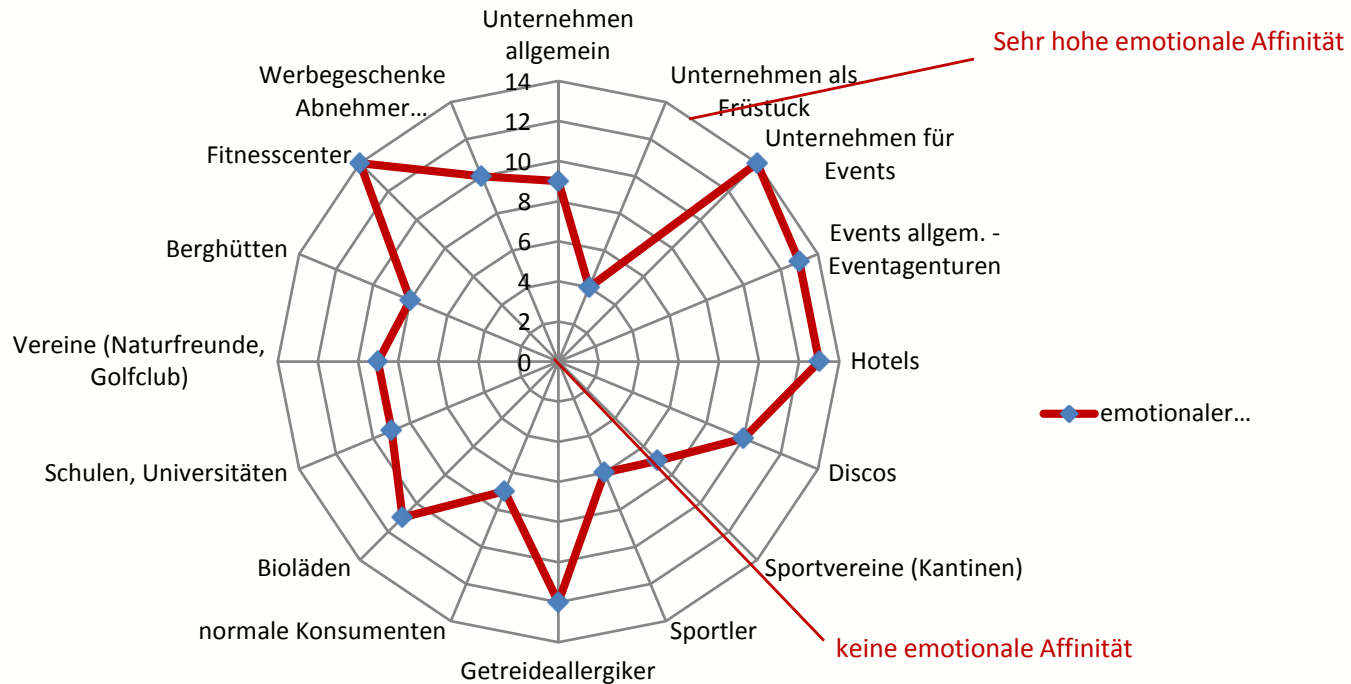 Unternehmen
allgemein
Sehr hohe emotionale Affinität
Unternehmen als
Früstück
Unternehmen für
Events
Events allgem. -
Eventagenturen
Hotels
Discos
Sportvereine (Kantinen)
Sportler
keine emotionale Affinität
Getreideallergiker
normale Konsumenten
Bioläden
Schulen, Universitäten
Vereine (Naturfreunde,
Golfclub)
Berghütten
Fitnesscenter
Werbegeschenke
Abnehmer...
14
12
10
8
6
4
2
0
emotionaler...